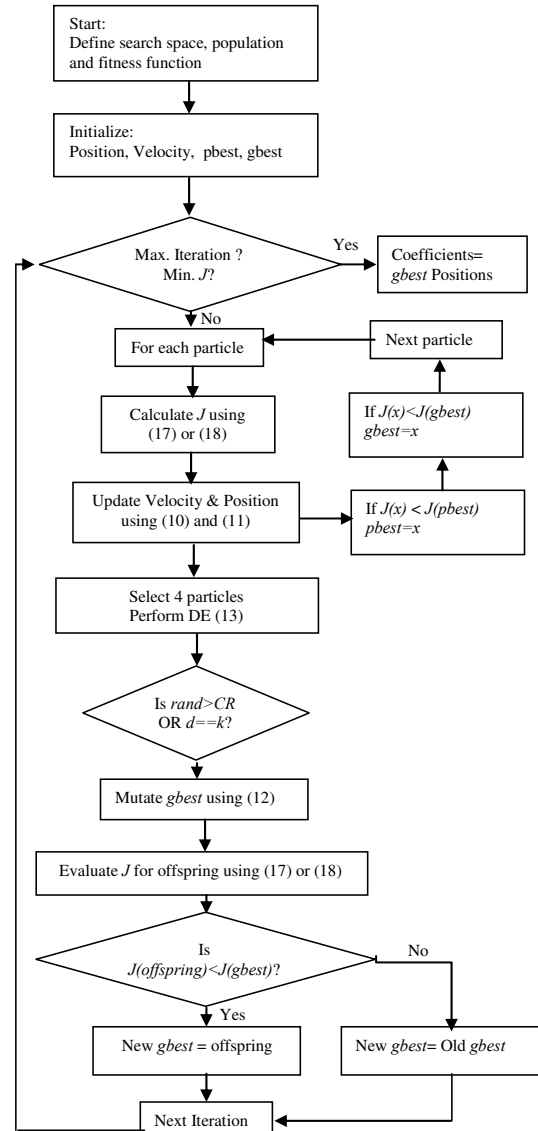 Start:
Define search space, population
and fitness function
Initialize:
Position, Velocity, pbest, gbest
Max. Iteration ?
Min. J?
Yes
Coefficients=
gbest Positions
No
For each particle
Next particle
Calculate J using
(17) or (18)
If J(x)<J(gbest)
gbest=x
Update Velocity & Position
using (10) and (11)
If J(x) < J(pbest)
pbest=x
Select 4 particles
Perform DE (13)
Is rand>CR
OR d==k?
Mutate gbest using (12)
Evaluate J for offspring using (17) or (18)
Is
J(offspring)<J(gbest)?
No
Yes
New gbest = offspring
New gbest= Old gbest
Next Iteration